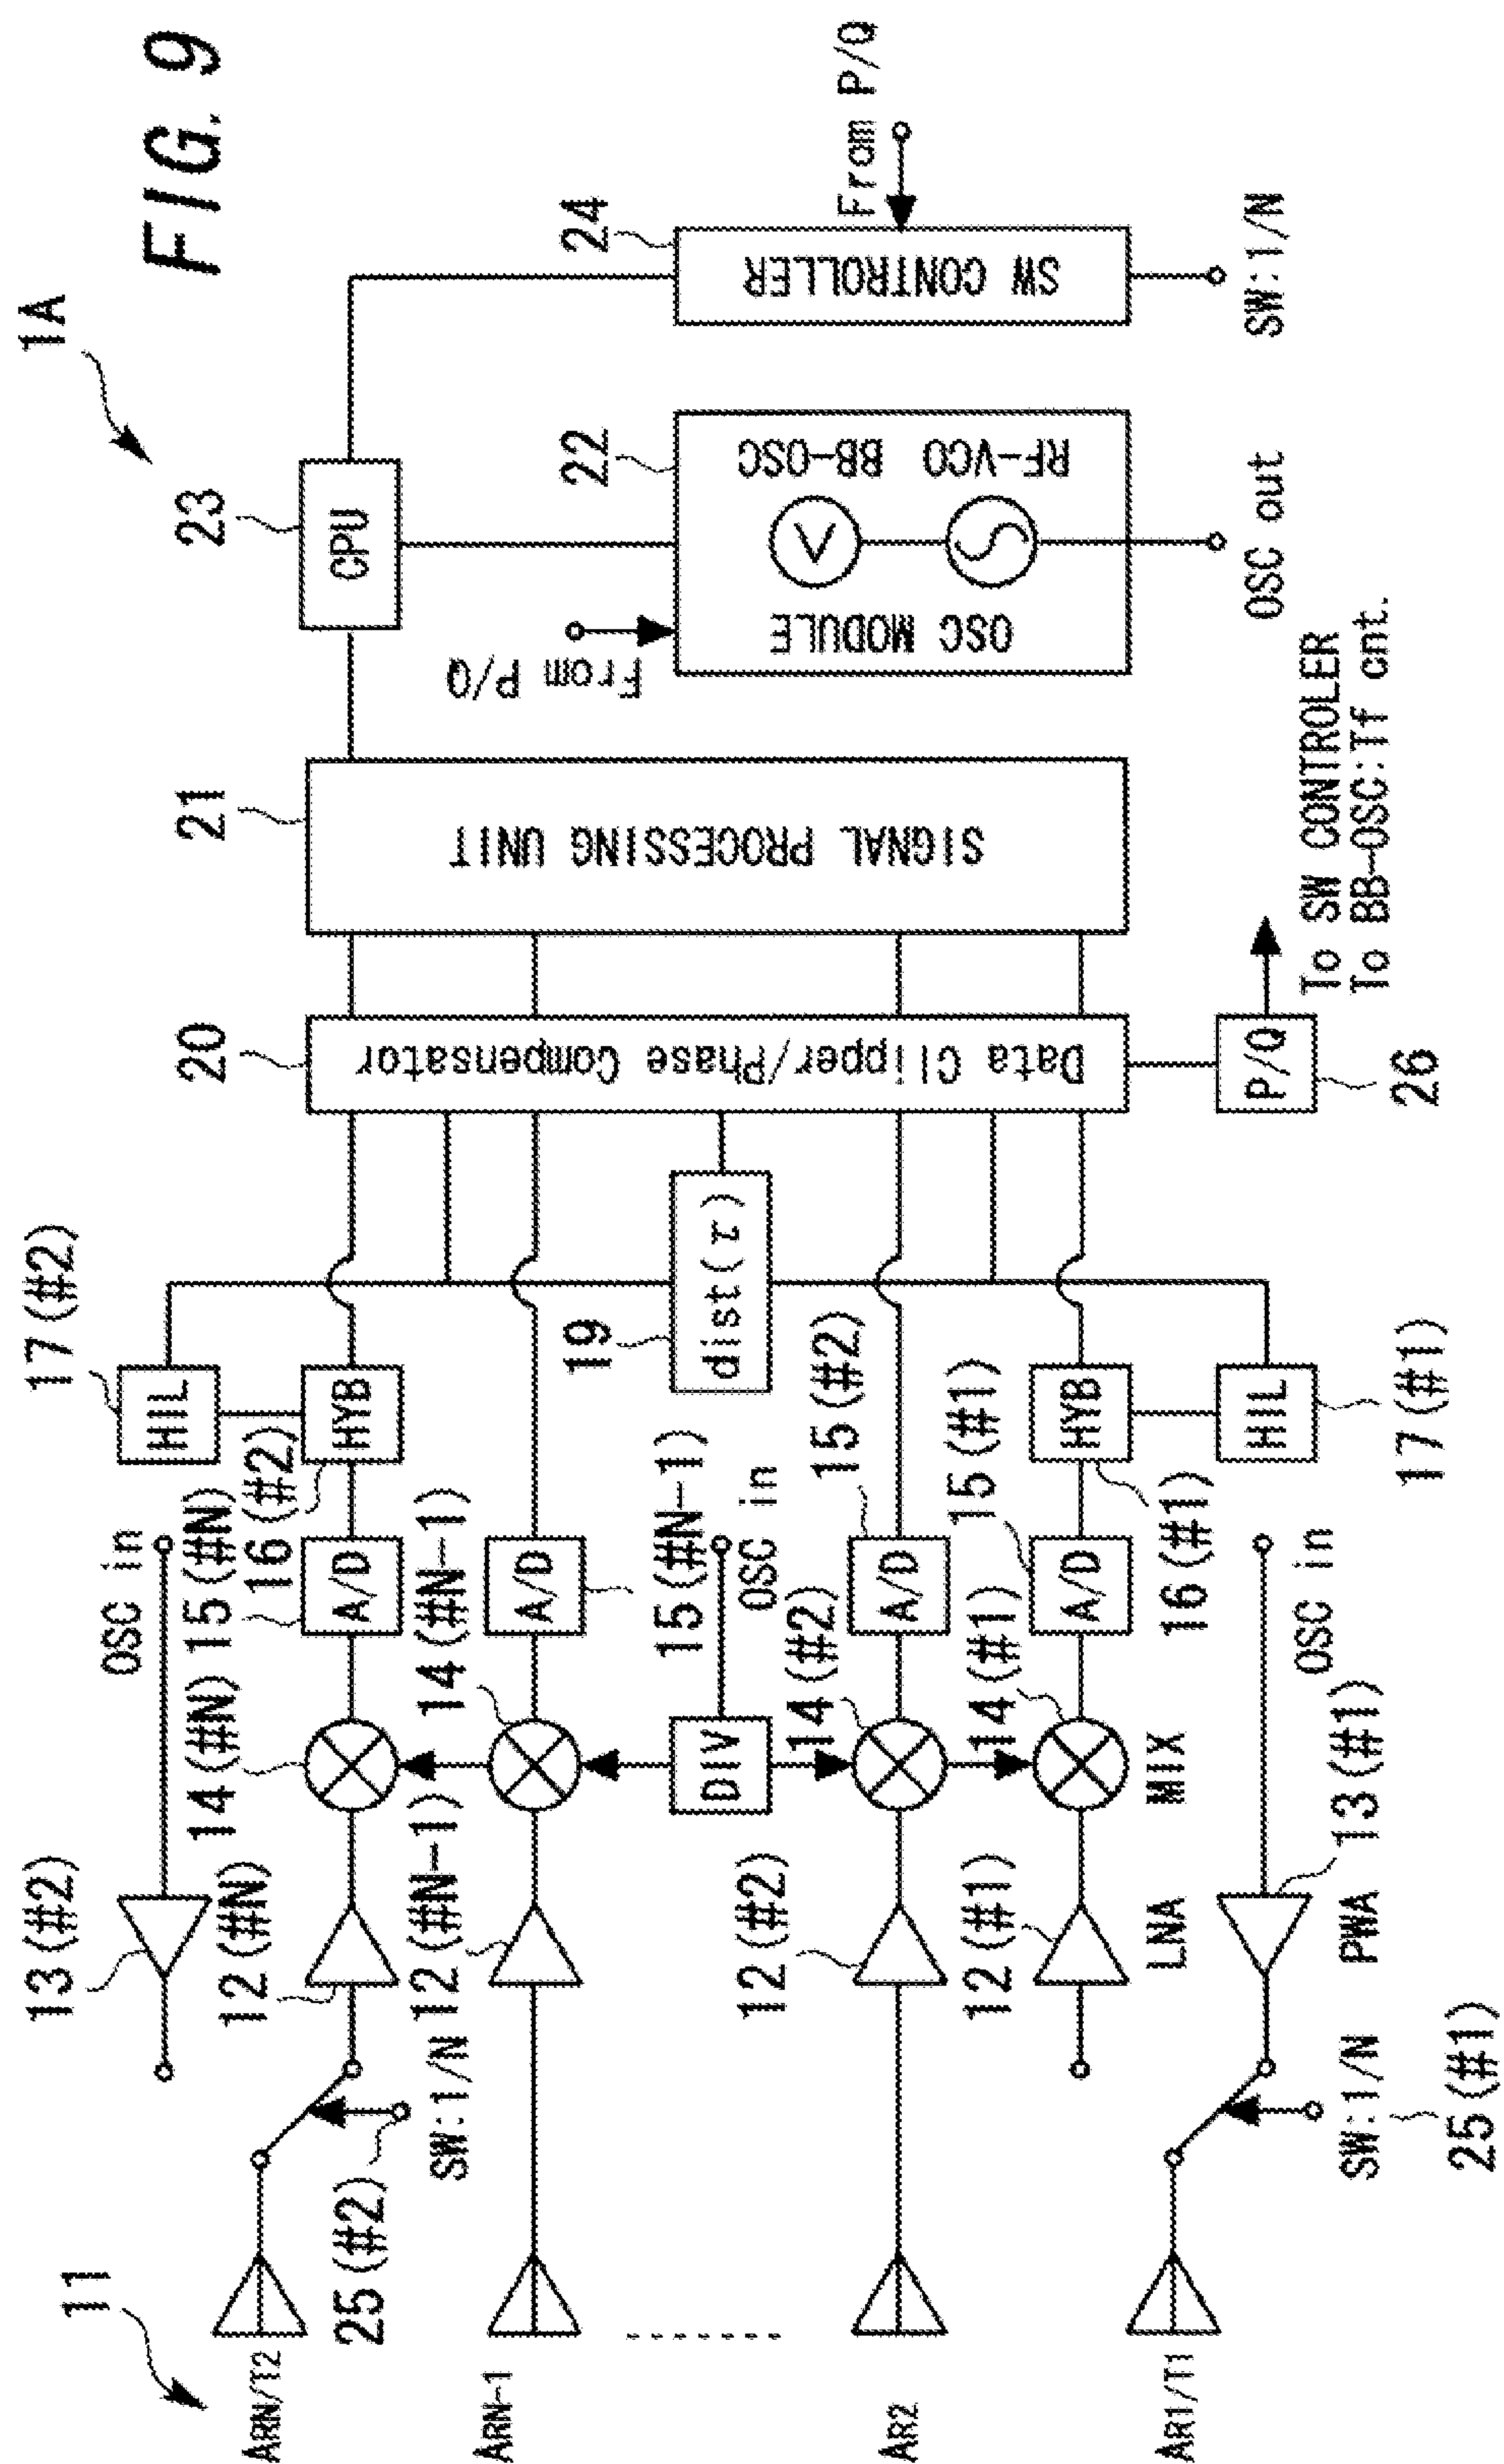 FIG. 9
1A
11
ARN/T2
ARN-1
AR2
AR1/T1
25(#2)
SW:1/N
25(#1)
SW:1/N
13(#2)
12(#N)
12(#N-1)
12(#2)
12(#1)
LNA
PWA
13(#1)
OSC in
14(#N)
14(#N-1)
DIV
OSC in
14(#2)
14(#1)
MIX
OSC in
15(#N)
A/D
A/D
15(#N-1)
15(#2)
A/D
15(#1)
A/D
17(#2)
HIL
16(#2)
HYB
HYB
16(#1)
HIL
17(#1)
19
dist(r)
20
Data Clipper/Phase Compensator
P/Q
26
To SW CONTROLER
To BB-OSC:Tf cnt.
21
SIGNAL PROCESSING UNIT
23
CPU
22
From P/Q
OSC MODULE
RF-VCO BB-OSC
V
OSC out
24
SW CONTROLLER
From P/Q
SW:1/N